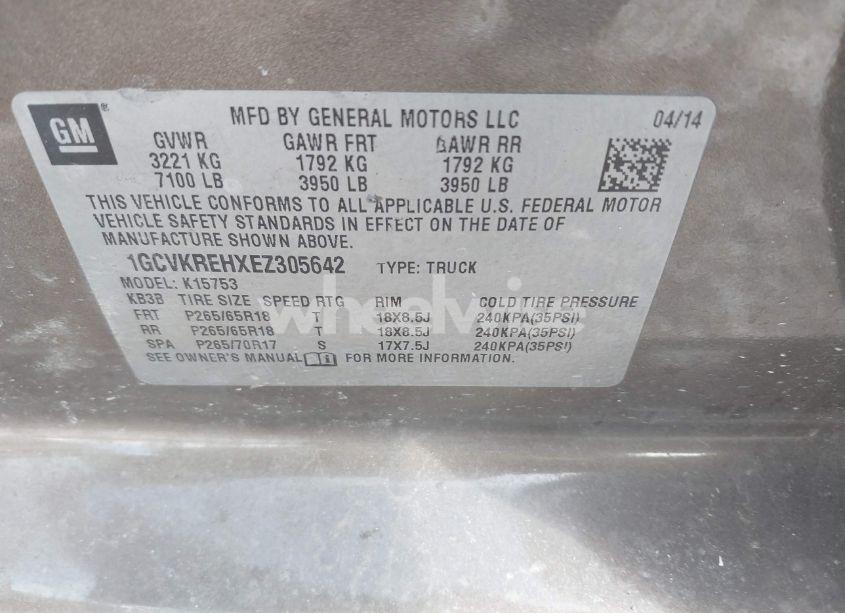 GM ® MFD BY GENERAL MOTORS LLC 04/14
GVWR GAWR FRT GAWR RR
3221 KG 1792 KG 1792 KG
7100 LB 3950 LB 3950 LB
THIS VEHICLE CONFORMS TO ALL APPLICABLE U.S. FEDERAL MOTOR
VEHICLE SAFETY STANDARDS IN EFFECT ON THE DATE OF
MANUFACTURE SHOWN ABOVE.
1GCVKREHXEZ305642 TYPE: TRUCK
MODEL: K15753
KB3B TIRE SIZE SPEED RTG RIM COLD TIRE PRESSURE
FRT P265/65R18 T 18X8.5J 240KPA(35PSI)
RR P265/65R18 T 18X8.5J 240KPA(35PSI)
SPA P265/70R17 S 17X7.5J 240KPA(35PSI)
SEE OWNER'S MANUAL FOR MORE INFORMATION.